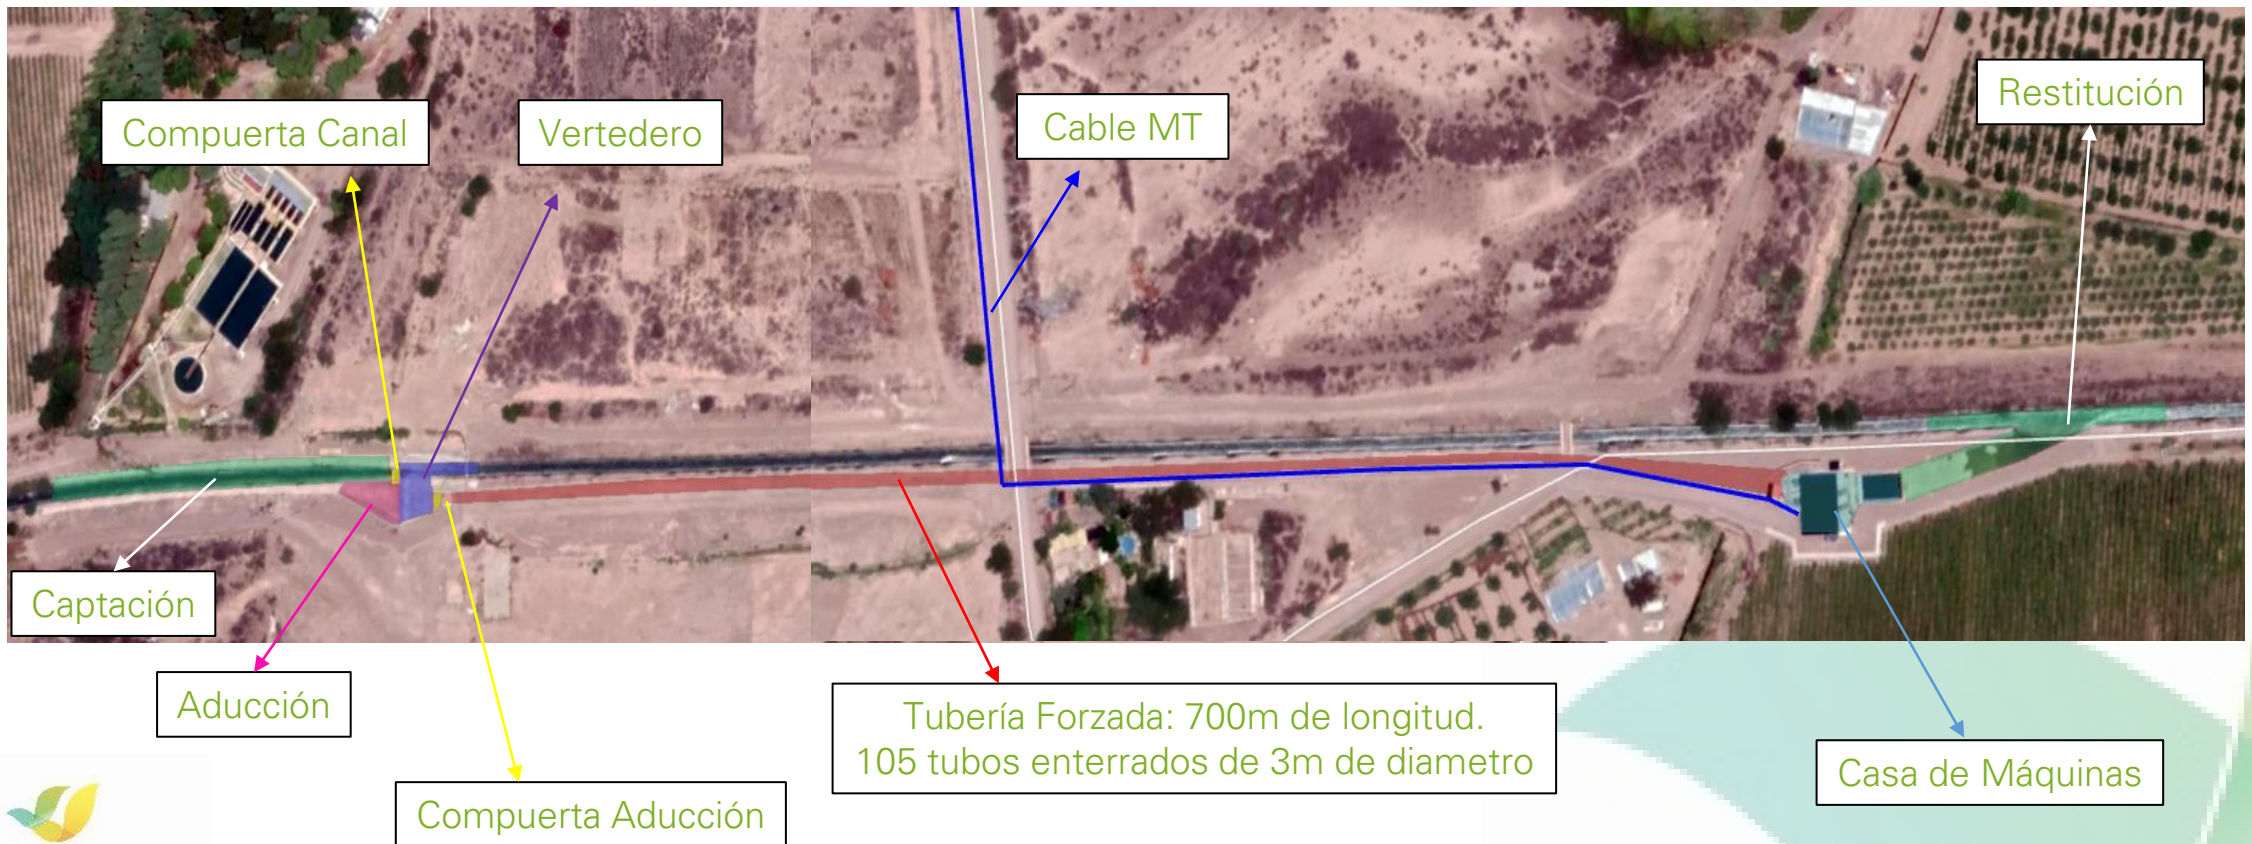 Restitución
Compuerta Canal
Vertedero
Cable MT
Captación
Aducción
Tubería Forzada: 700m de longitud.
105 tubos enterrados de 3m de diametro
Casa de Máquinas
Compuerta Aducción